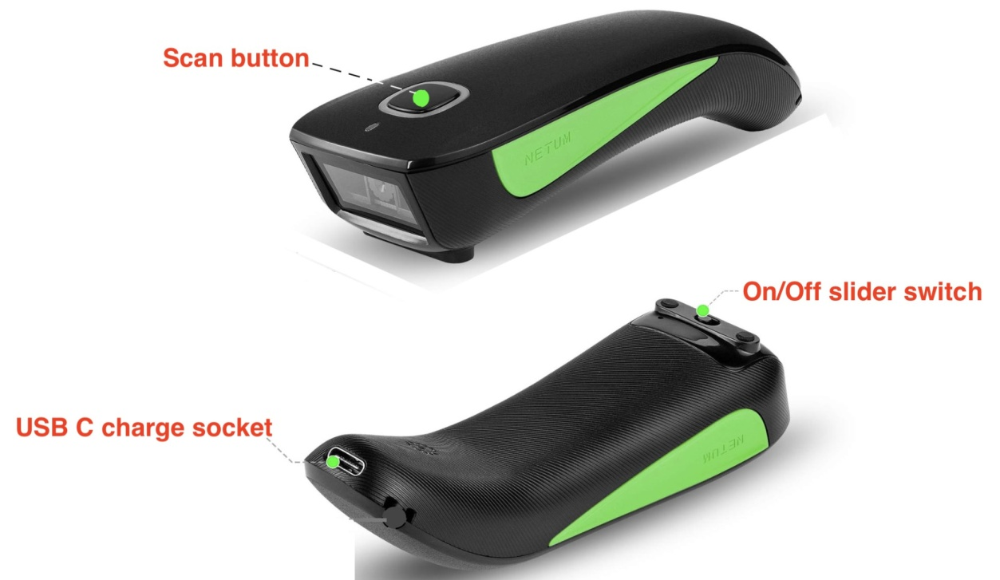 Scan button
NETUM
On/Off slider switch
USB C charge socket
NETUM